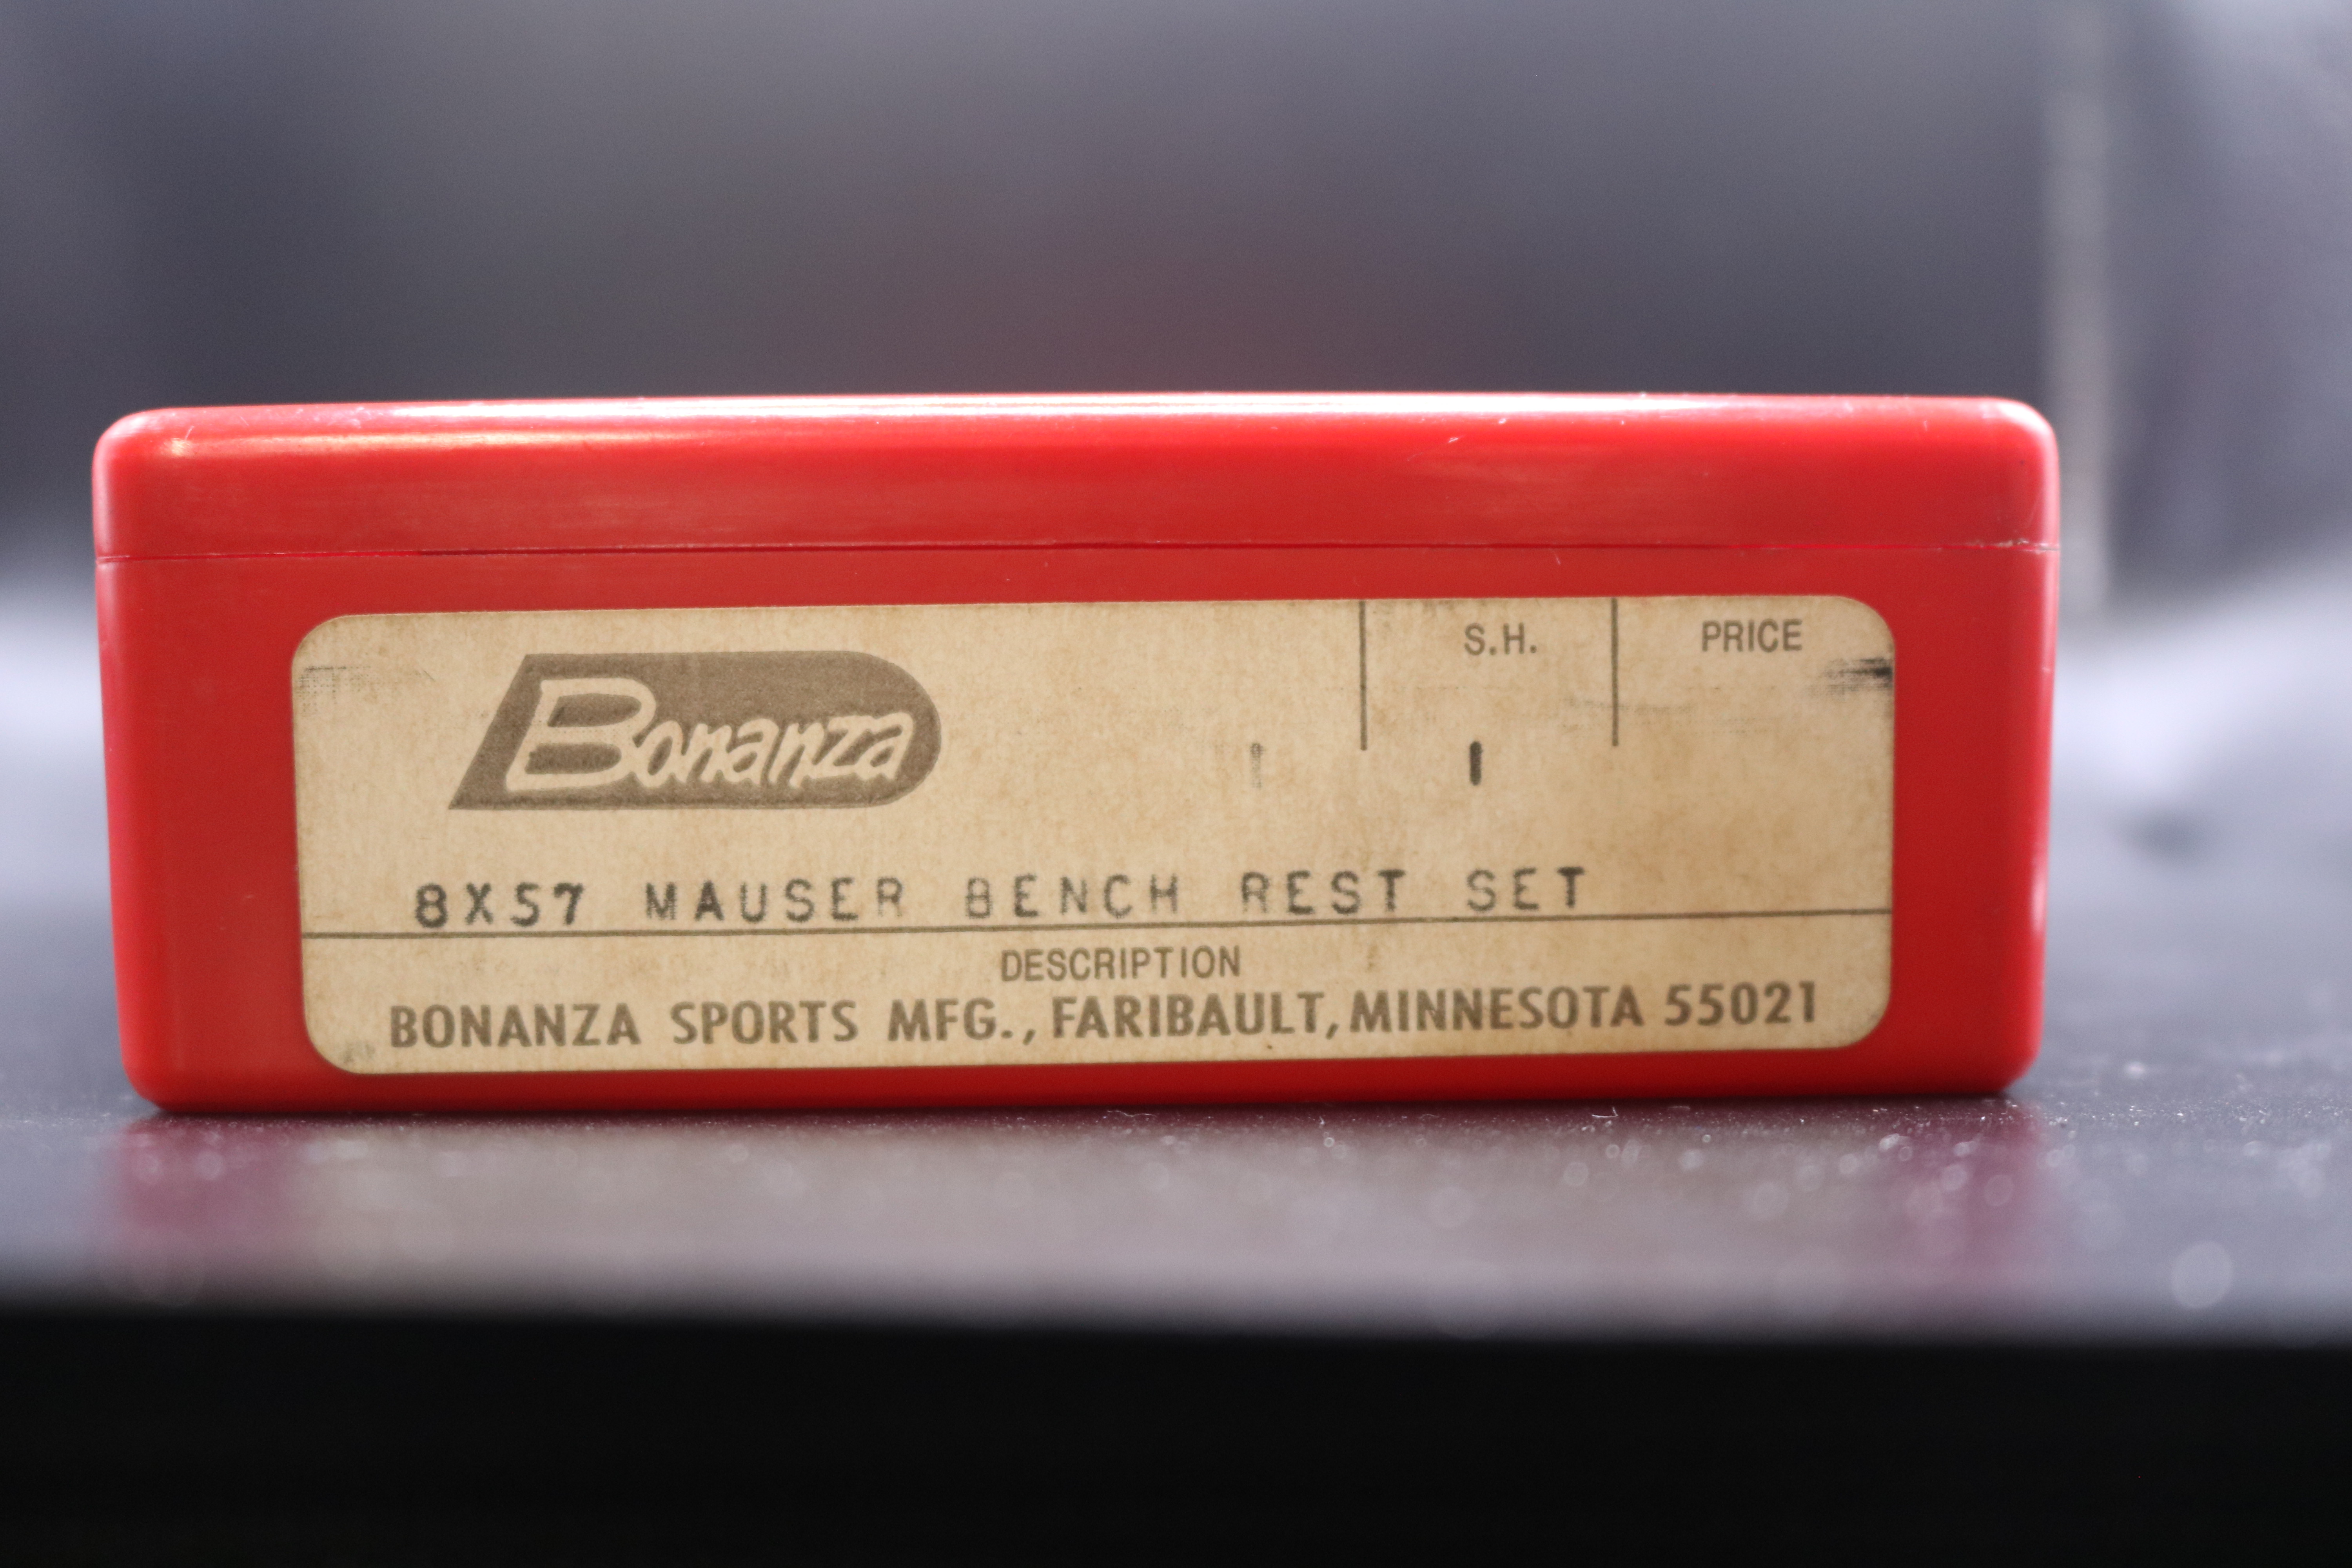 S.H. PRICE
Bonanza
8X57 MAUSER BENCH REST SET
DESCRIPTION
BONANZA SPORTS MFG., FARIBAULT, MINNESOTA 55021